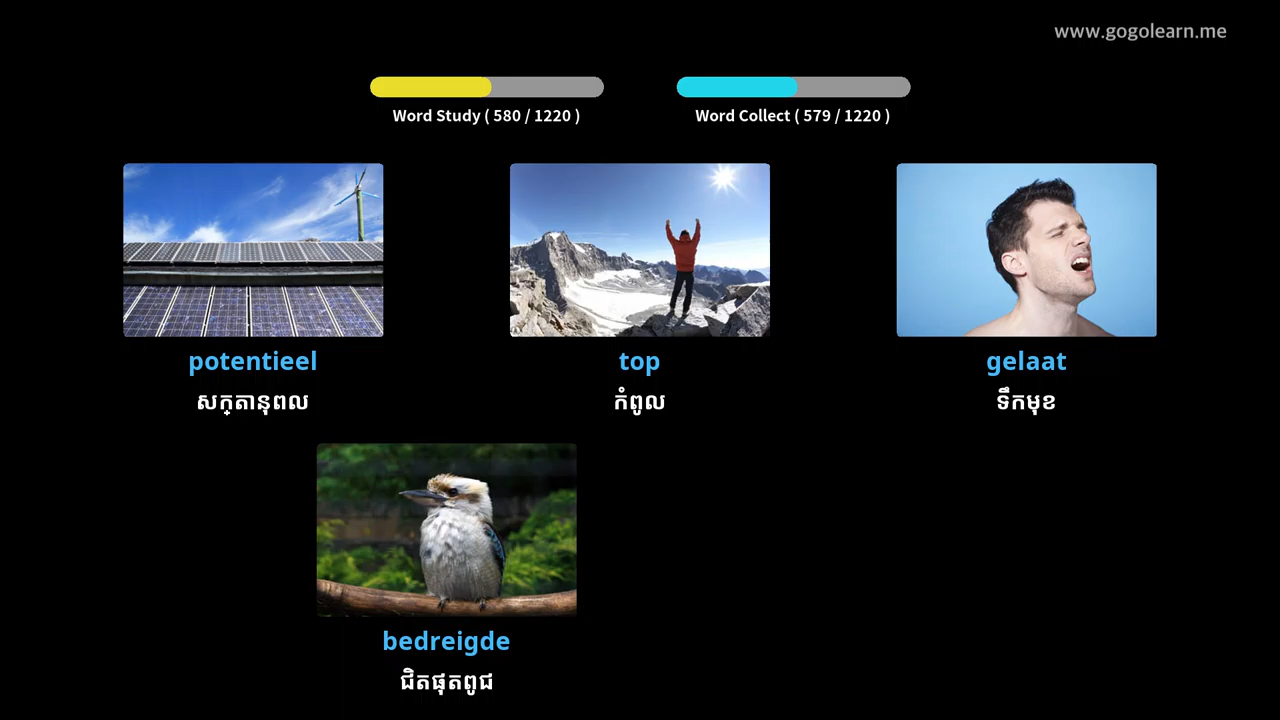 www.gogolearn.me
Word Study ( 580 / 1220 )
Word Collect ( 579 / 1220 )
potentieel
top
gelaat
សក្តានុពល
កំពូល
ទឹកមុខ
bedreigde
ជិតផុតពូជ